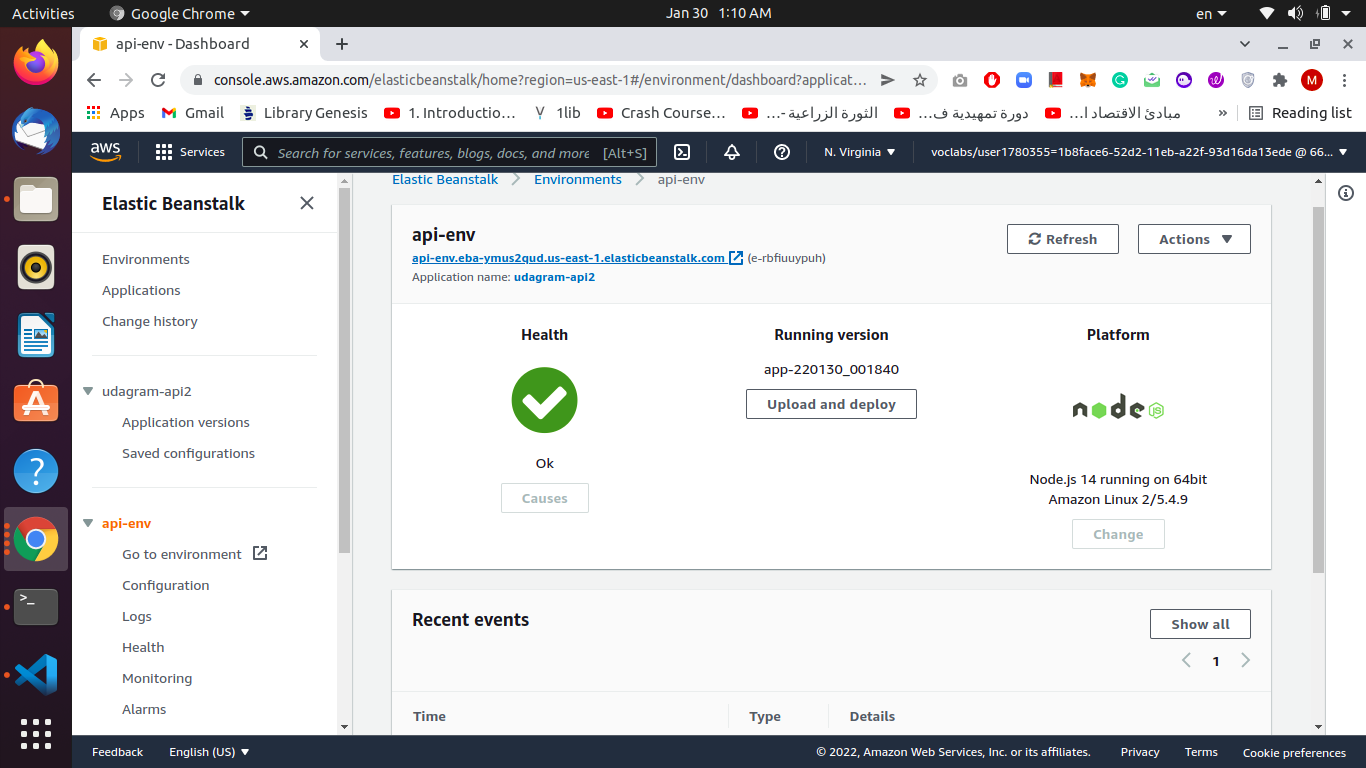 Activities
Google Chrome
Jan 30 1:10 AM
en
api-env - Dashboard
console.aws.amazon.com/elasticbeanstalk/home?region=us-east-1#/environment/dashboard?applicat...
M
Apps
Gmail
Library Genesis
1. Introductio...
1lib
Crash Course...
الثورة الزراعية -...
دورة تمهيدية ف...
مبادئ الاقتصاد ا...
»
Reading list
aws
Services
Search for services, features, blogs, docs, and more [Alt+S]
N. Virginia
voclabs/user1780355=1b8face6-52d2-11eb-a22f-93d16da13ede @ 66...
Elastic Beanstalk
Environments
Applications
Change history
udagram-api2
Application versions
Saved configurations
api-env
Go to environment
Configuration
Logs
Health
Monitoring
Alarms
Elastic Beanstalk > Environments > api-env
api-env
api-env.eba-ymus2qud.us-east-1.elasticbeanstalk.com (e-rbfiuuypuh)
Application name: udagram-api2
Refresh
Actions
Health
Ok
Causes
Running version
app-220130_001840
Upload and deploy
Platform
node JS
Node.js 14 running on 64bit
Amazon Linux 2/5.4.9
Change
Recent events
Show all
1
Time
Type
Details
Feedback
English (US)
© 2022, Amazon Web Services, Inc. or its affiliates.
Privacy
Terms
Cookie preferences